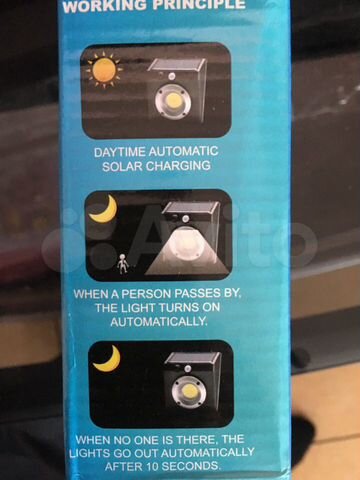 WORKING PRINCIPLE
DAYTIME AUTOMATIC
SOLAR CHARGING
Avito
WHEN A PERSON PASSES BY,
THE LIGHT TURNS ON
AUTOMATICALLY.
WHEN NO ONE IS THERE, THE
LIGHTS GO OUT AUTOMATICALLY
AFTER 10 SECONDS.